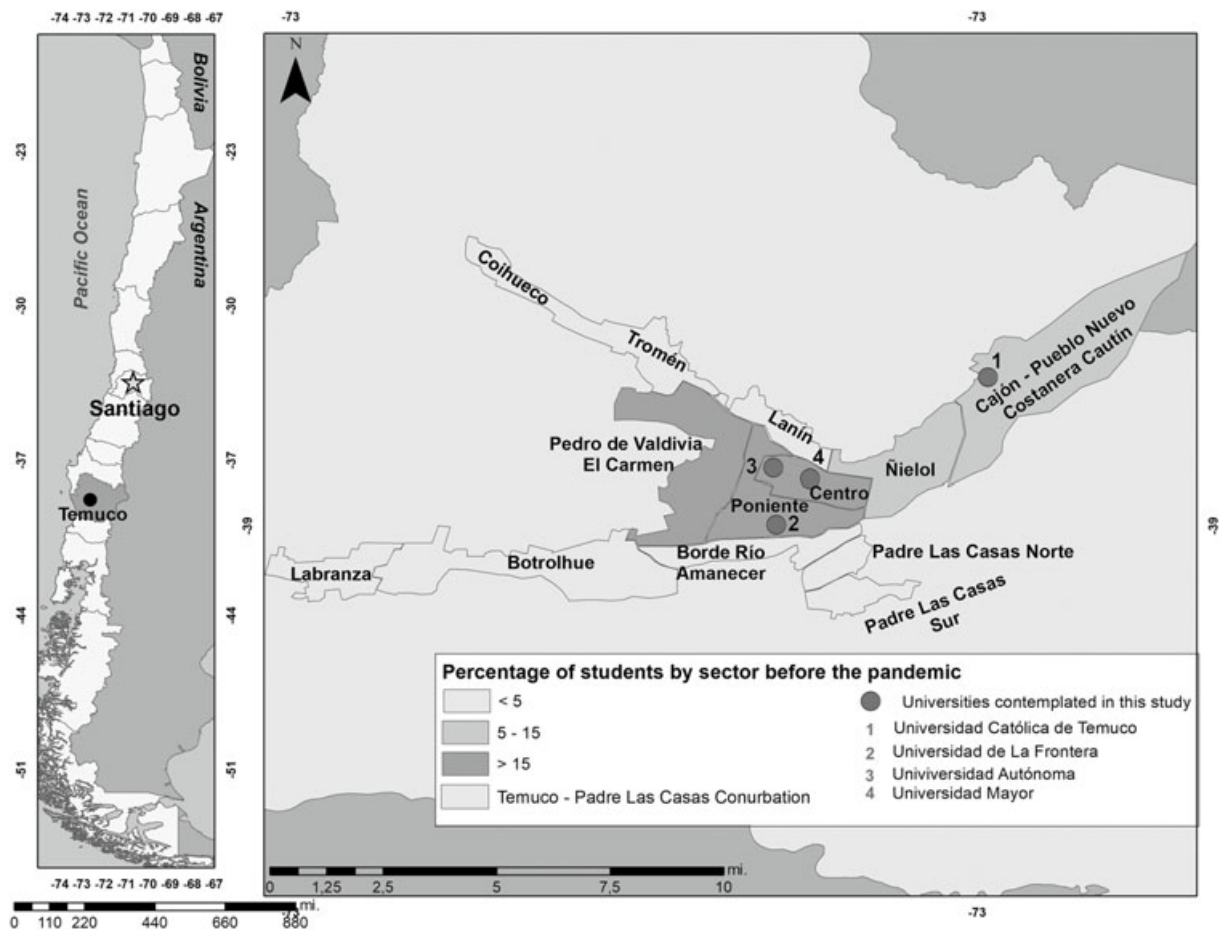 -74 -73 -72 -71 -70 -69 -68 -67
-73
-73
N
Bolivia
-23
-23
Pacific Ocean
Argentina
-30
-30
Santiago
-37
-37
Temuco
-39
-44
-44
-51
-51
-74 -73 -72 -71 -70 -69 -68 -67
mi.
0 110 220 440 660 880
Coihueco
Tromén
1
Cajón - Pueblo Nuevo
Costanera Cautín
Lanín
Pedro de Valdivia
El Carmen
4
3
Ñielol
Centro
Poniente
2
-39
Borde Río
Amanecer
Padre Las Casas Norte
Botrolhue
Labranza
Padre Las Casas
Sur
Percentage of students by sector before the pandemic
< 5
5 - 15
> 15
Temuco - Padre Las Casas Conurbation
Universities contemplated in this study
1 Universidad Católica de Temuco
2 Universidad de La Frontera
3 Univiversidad Autónoma
4 Universidad Mayor
mi.
0 1,25 2,5 5 7,5 10
-73
-73